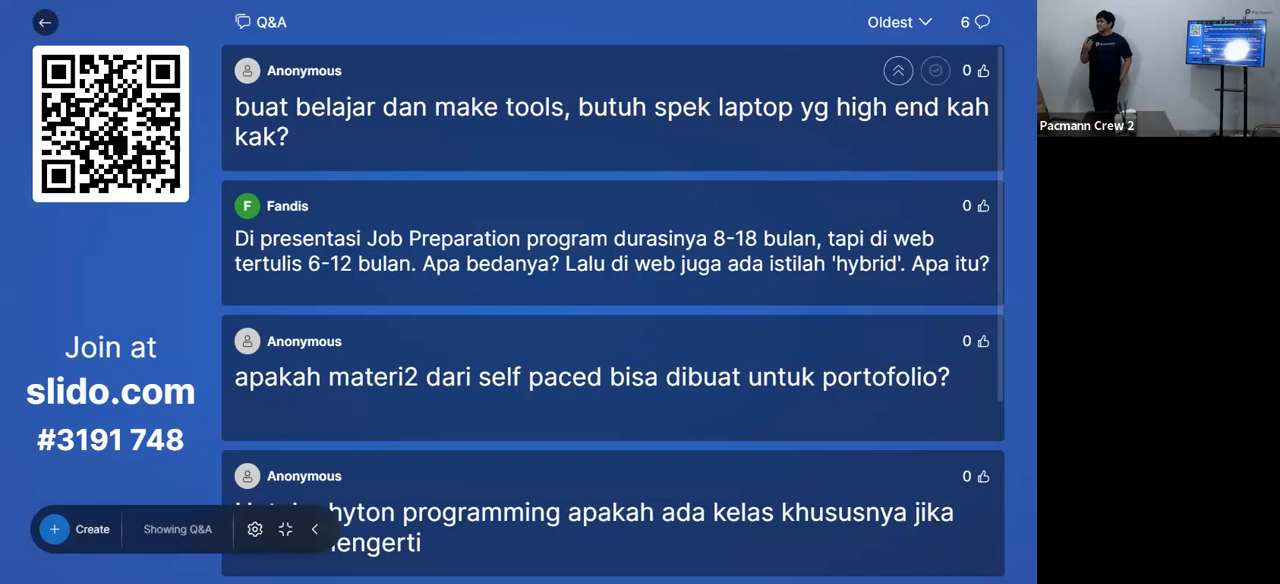 Q&A
Oldest
6
Anonymous
0
buat belajar dan make tools, butuh spek laptop yg high end kah
kak?
F
Fandis
0
Di presentasi Job Preparation program durasinya 8-18 bulan, tapi di web
tertulis 6-12 bulan. Apa bedanya? Lalu di web juga ada istilah 'hybrid'. Apa itu?
Anonymous
0
apakah materi2 dari self paced bisa dibuat untuk portofolio?
Anonymous
0
programming apakah ada kelas khususnya jika
Join at
slido.com
#3191 748
Create
Showing Q&A
Pacmann Crew 2